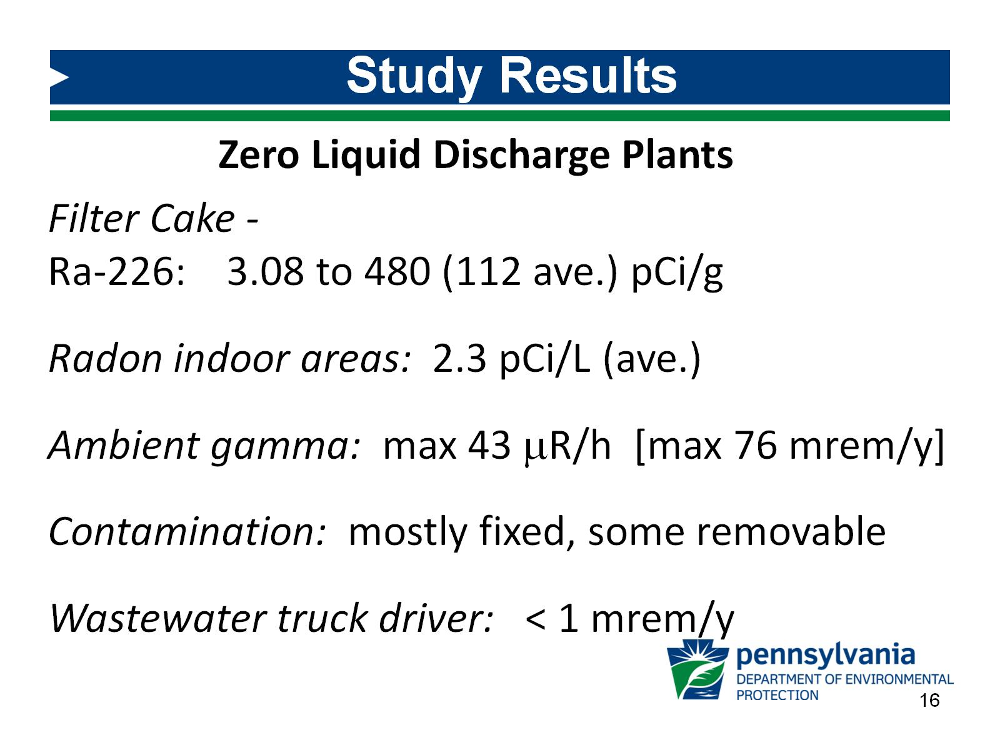 Study Results
Zero Liquid Discharge Plants
Filter Cake -
Ra-226: 3.08 to 480 (112 ave.) pCi/g
Radon indoor areas: 2.3 pCi/L (ave.)
Ambient gamma: max 43 μR/h [max 76 mrem/y]
Contamination: mostly fixed, some removable
Wastewater truck driver: < 1 mrem/y
pennsylvania
DEPARTMENT OF ENVIRONMENTAL
PROTECTION
16